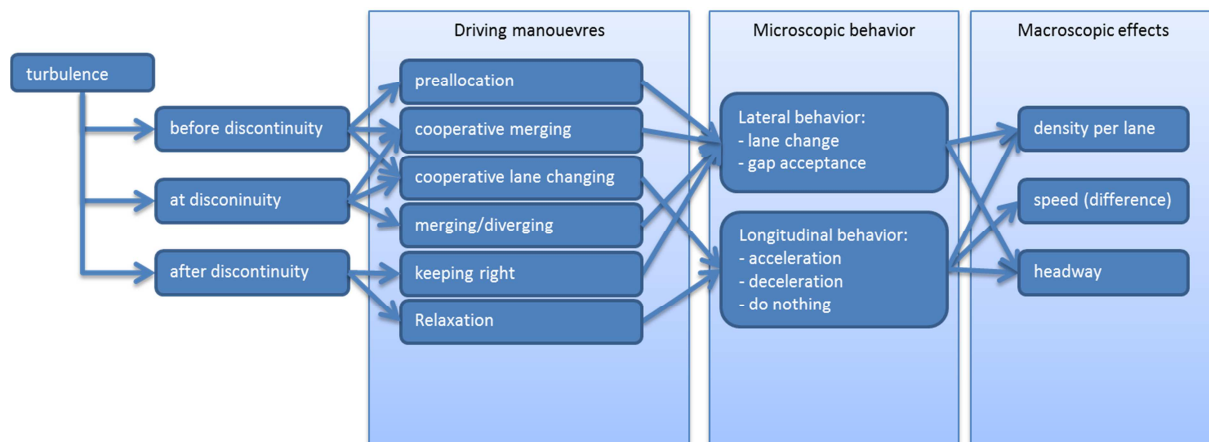 Driving manouevres
Microscopic behavior
Macroscopic effects
turbulence
before discontinuity
at disconinuity
after discontinuity
preallocation
cooperative merging
cooperative lane changing
merging/diverging
keeping right
Relaxation
Lateral behavior:
- lane change
- gap acceptance
Longitudinal behavior:
- acceleration
- deceleration
- do nothing
density per lane
speed (difference)
headway